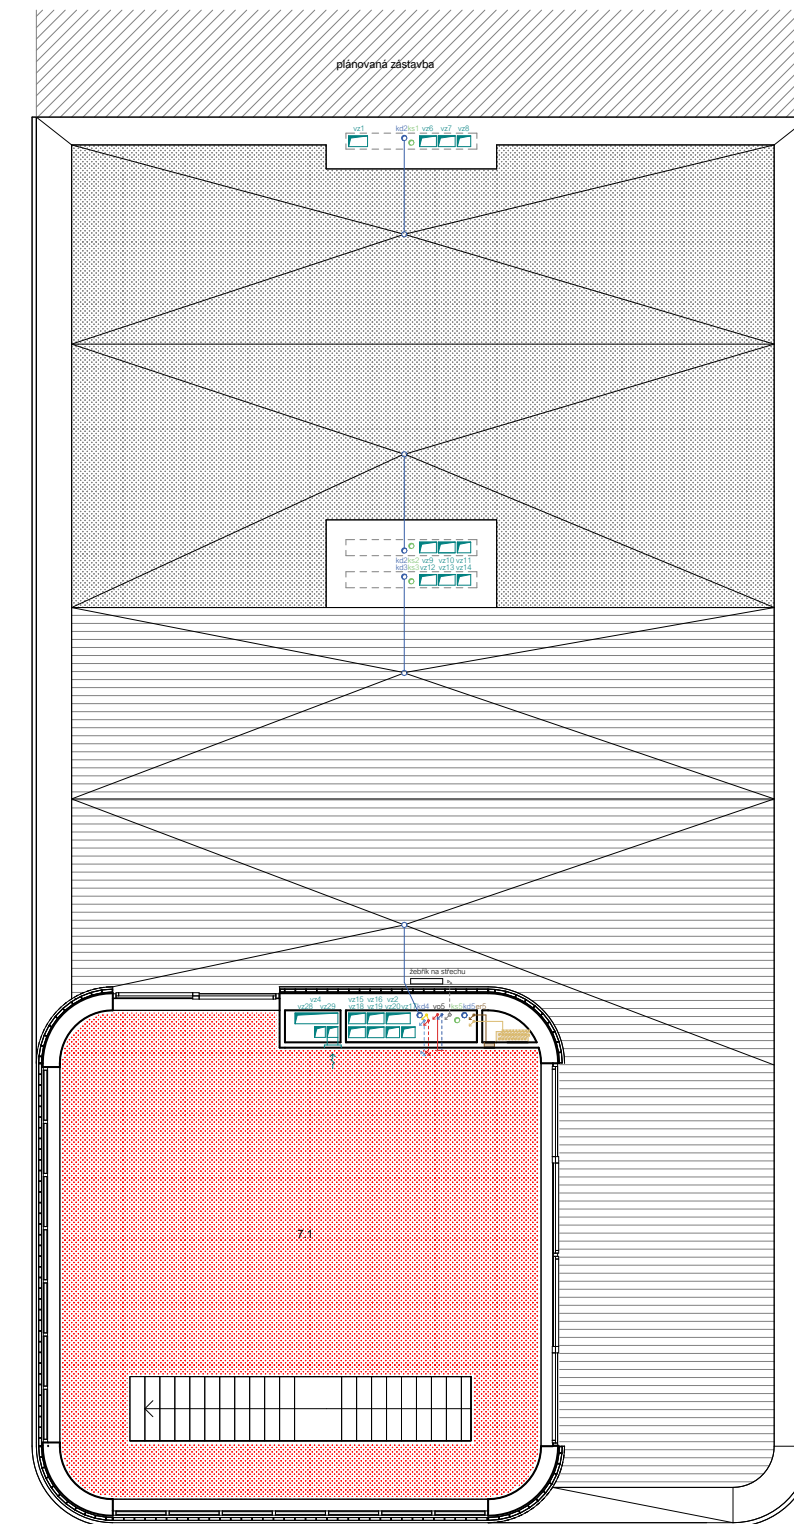 plánovaná zástavba
vz1 kd2 ks1 vz6 vz7 vz8
kd2 ks2 vz9 vz10 vz11
kd3 ks3 vz12 vz13 vz14
žebřík na střechu
vz4 vz15 vz16 vz2
vz28 vz29 vz18 vz19 vz20 vz17 kd4 vp5 ks5 kd5 er5
7.1